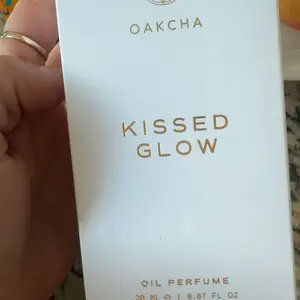 OAKCHA
KISSED
GLOW
OIL PERFUME
20 ML ℮ | 0.67 FL OZ